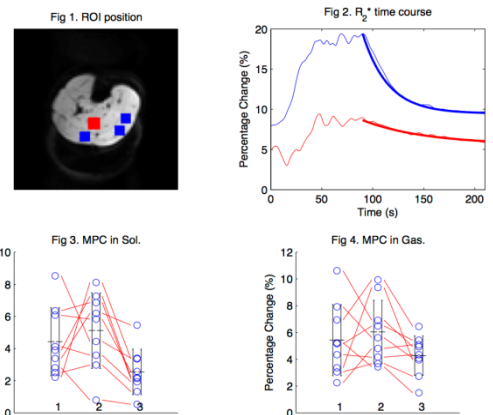 Fig 1. ROI position
Fig 2. R2* time course
Percentage Change (%)
20
15
10
5
0
0 50 100 150 200
Time (s)
Fig 3. MPC in Sol.
10
8
6
4
2
0
1 2 3
Fig 4. MPC in Gas.
Percentage Change (%)
12
10
8
6
4
2
0
1 2 3